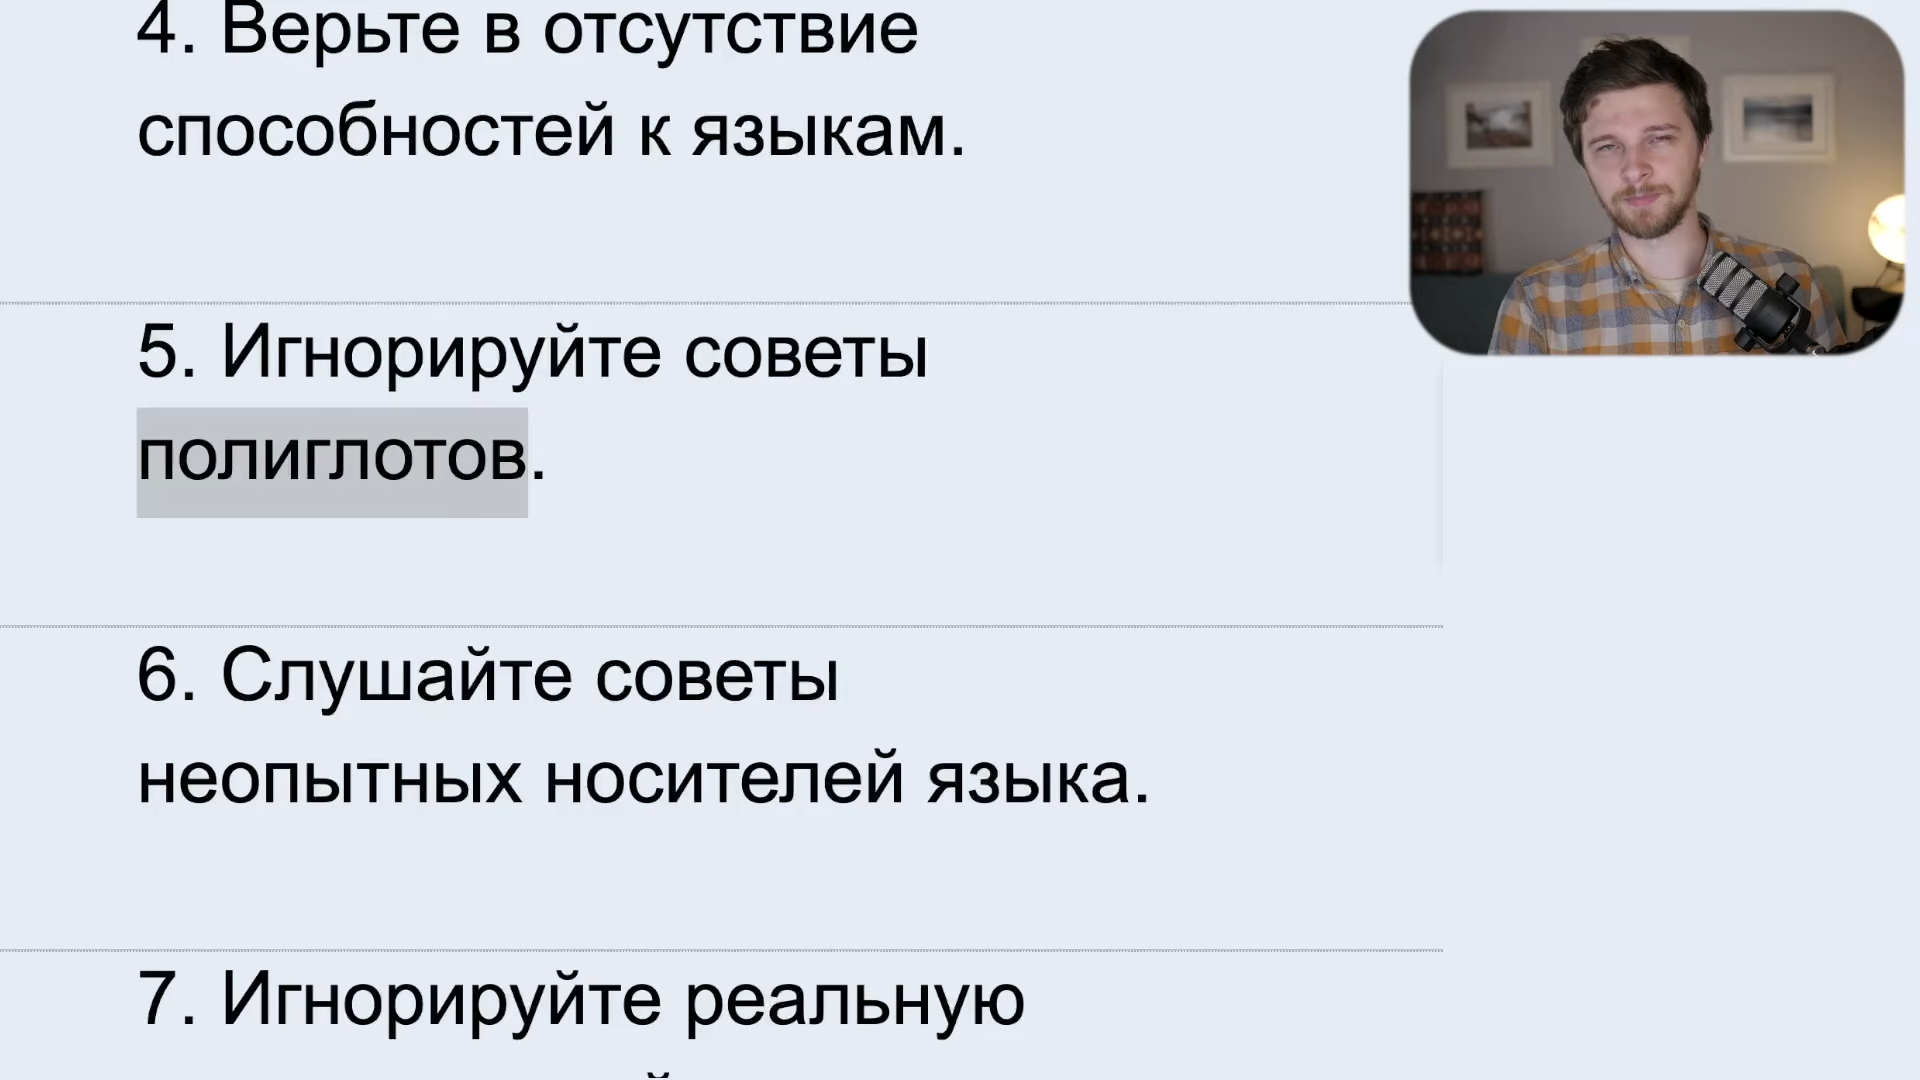 4. Верьте в отсутствие
способностей к языкам.
5. Игнорируйте советы
полиглотов.
6. Слушайте советы
неопытных носителей языка.
7. Игнорируйте реальную